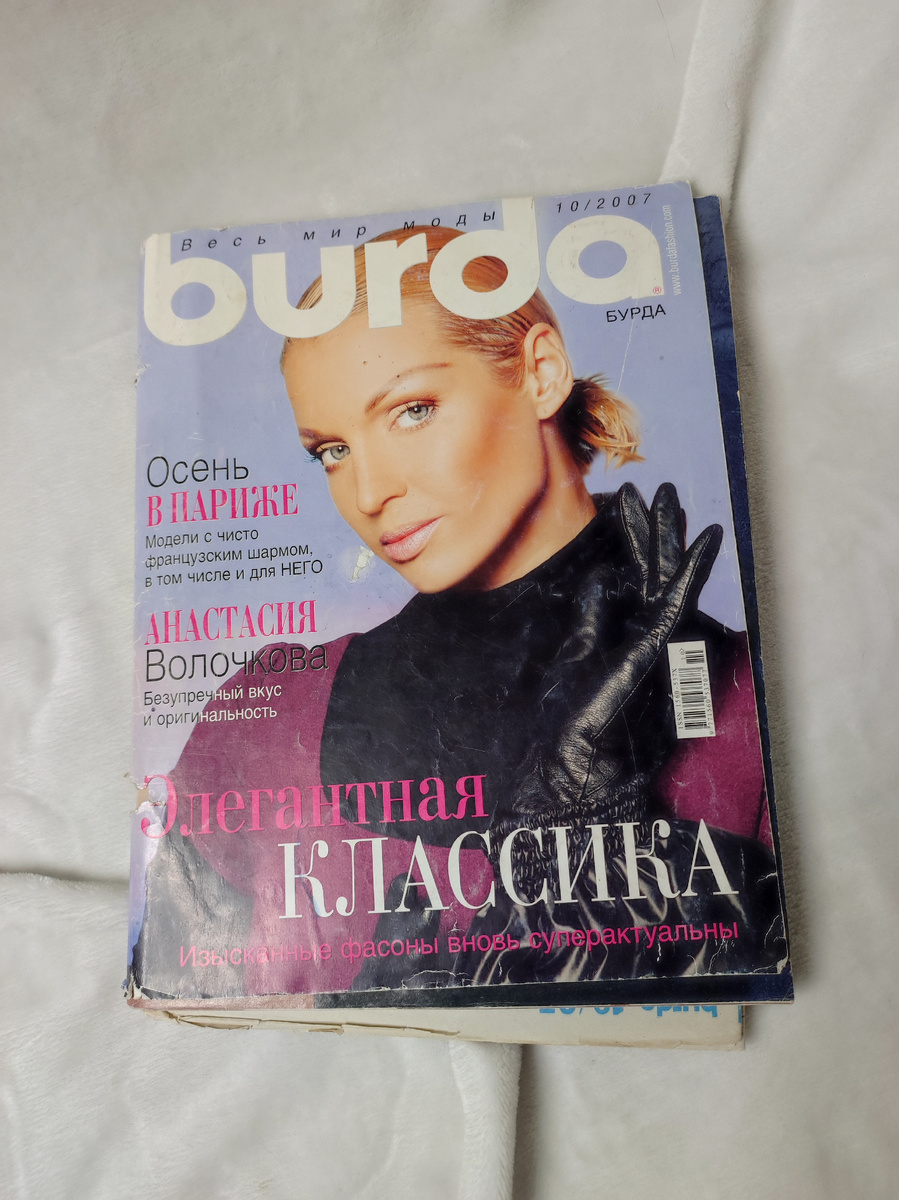 Весь мир моды 10/2007
burda
®
www.burdafashion.com
БУРДА
Осень
В ПАРИЖЕ
Модели с чисто
французским шармом,
в том числе и для НЕГО
АНАСТАСИЯ
Волочкова
Безупречный вкус
и оригинальность
Элегантная
КЛАССИКА
Изысканные фасоны вновь суперактуальны